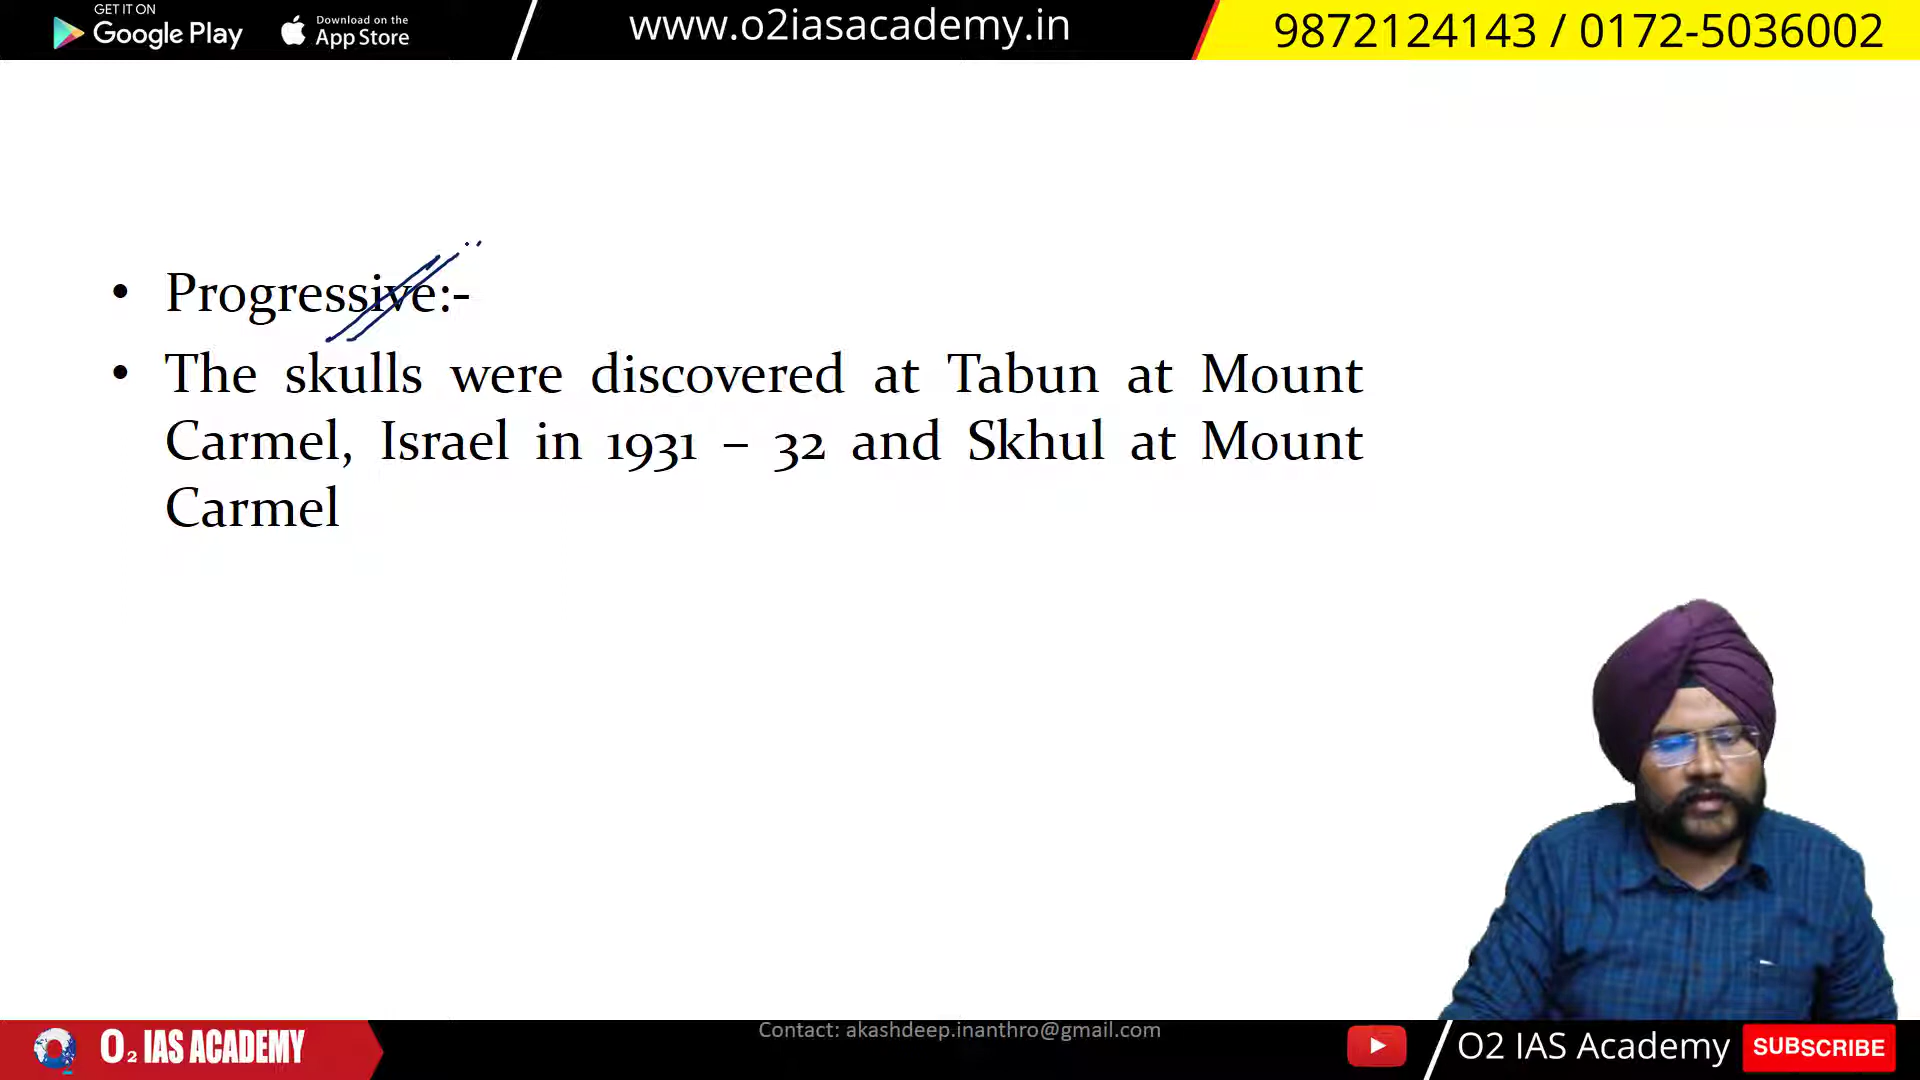 GET IT ON
Google Play
Download on the
App Store
www.o2iasacademy.in
9872124143 / 0172-5036002
• Progressive:-
• The skulls were discovered at Tabun at Mount
Carmel, Israel in 1931 – 32 and Skhul at Mount
Carmel
O2 IAS ACADEMY
Contact: akashdeep.inanthro@gmail.com
O2 IAS Academy
SUBSCRIBE